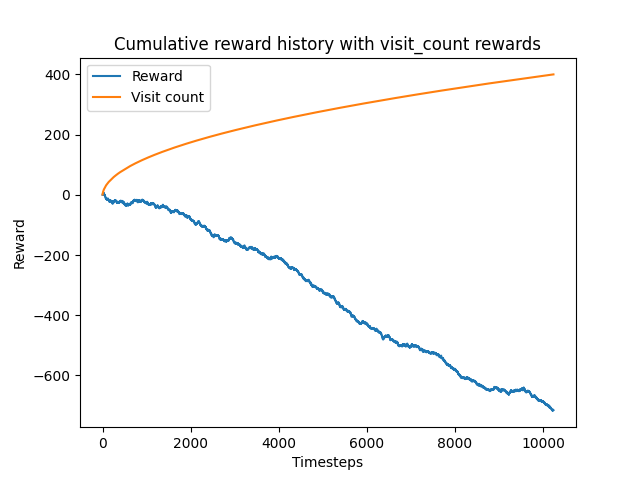 Cumulative reward history with visit_count rewards
Reward
Visit count
400
200
0
−200
−400
−600
Reward
0
2000
4000
6000
8000
10000
Timesteps